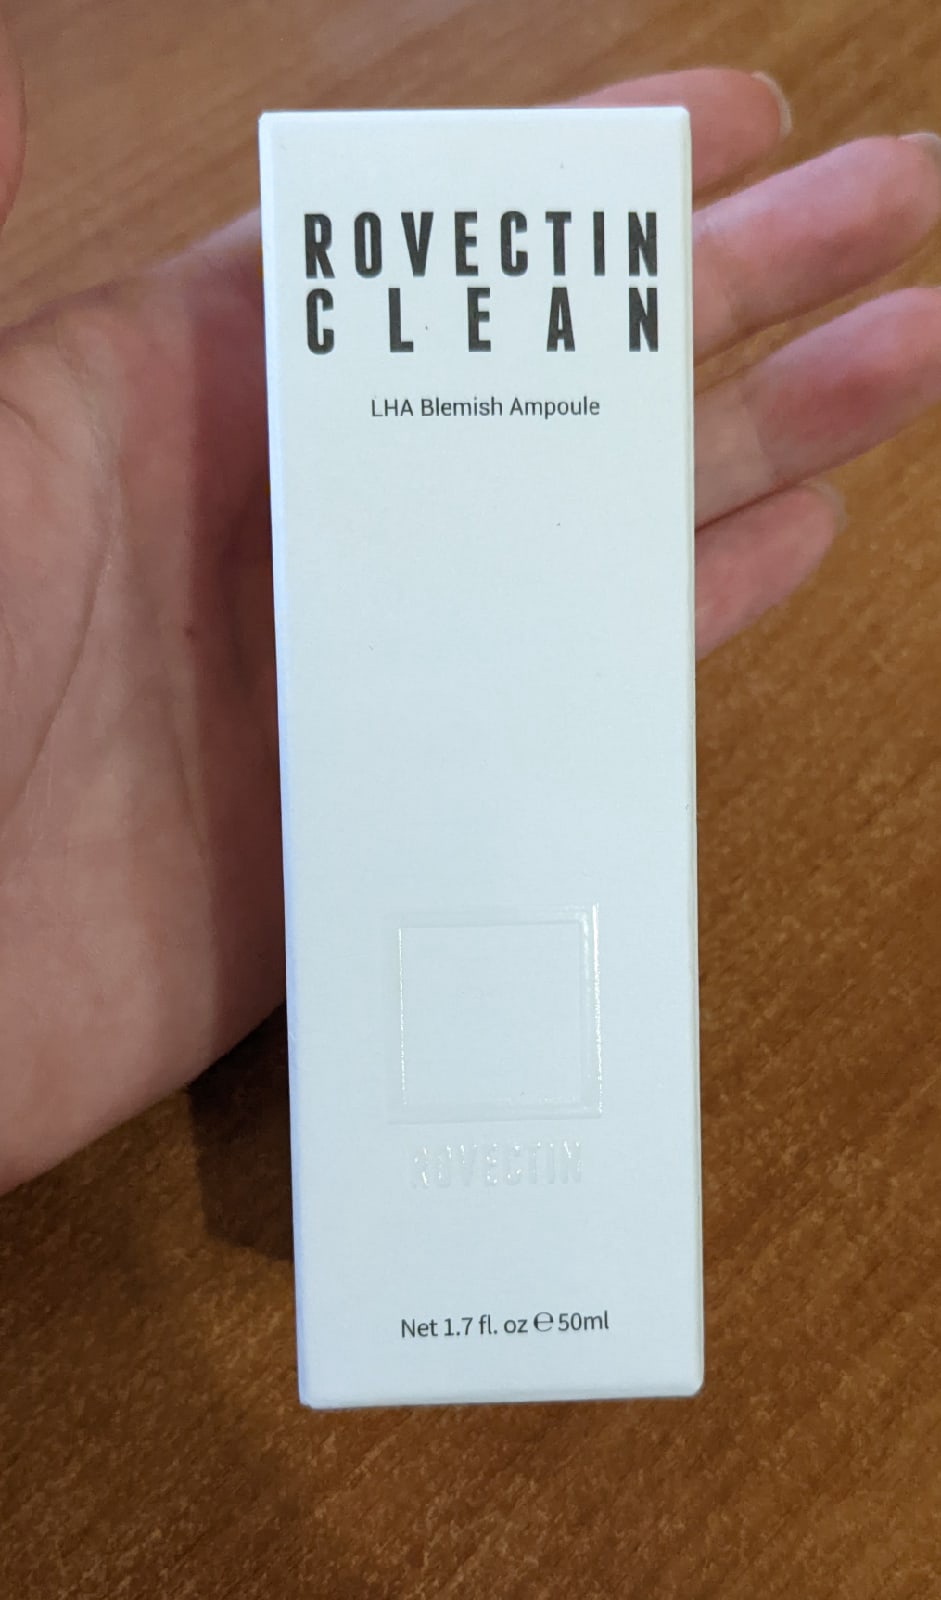 ROVECTIN
CLEAN
LHA Blemish Ampoule
ROVECTIN
Net 1.7 fl. oz ℮ 50ml